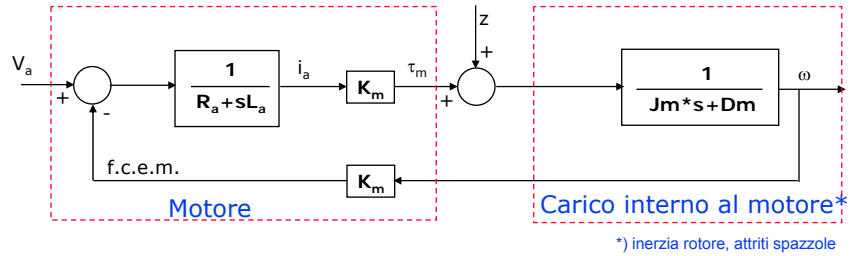 z
V_a
+
-
1
R_a+sL_a
i_a
K_m
τ_m
+
+
1
Jm*s+Dm
ω
f.c.e.m.
K_m
Motore
Carico interno al motore*
*) inerzia rotore, attriti spazzole